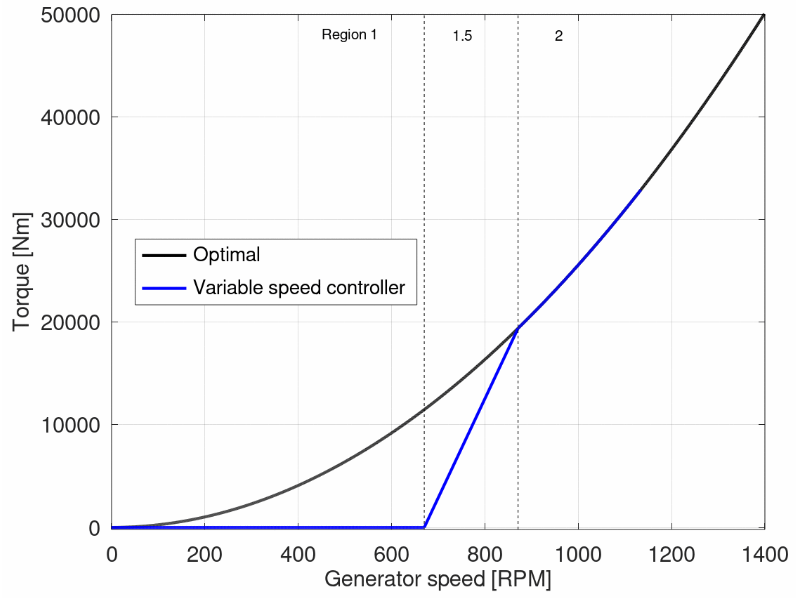 50000
Region 1 1.5 2
40000
30000
Optimal
Variable speed controller
Torque [Nm]
20000
10000
0
0 200 400 600 800 1000 1200 1400
Generator speed [RPM]